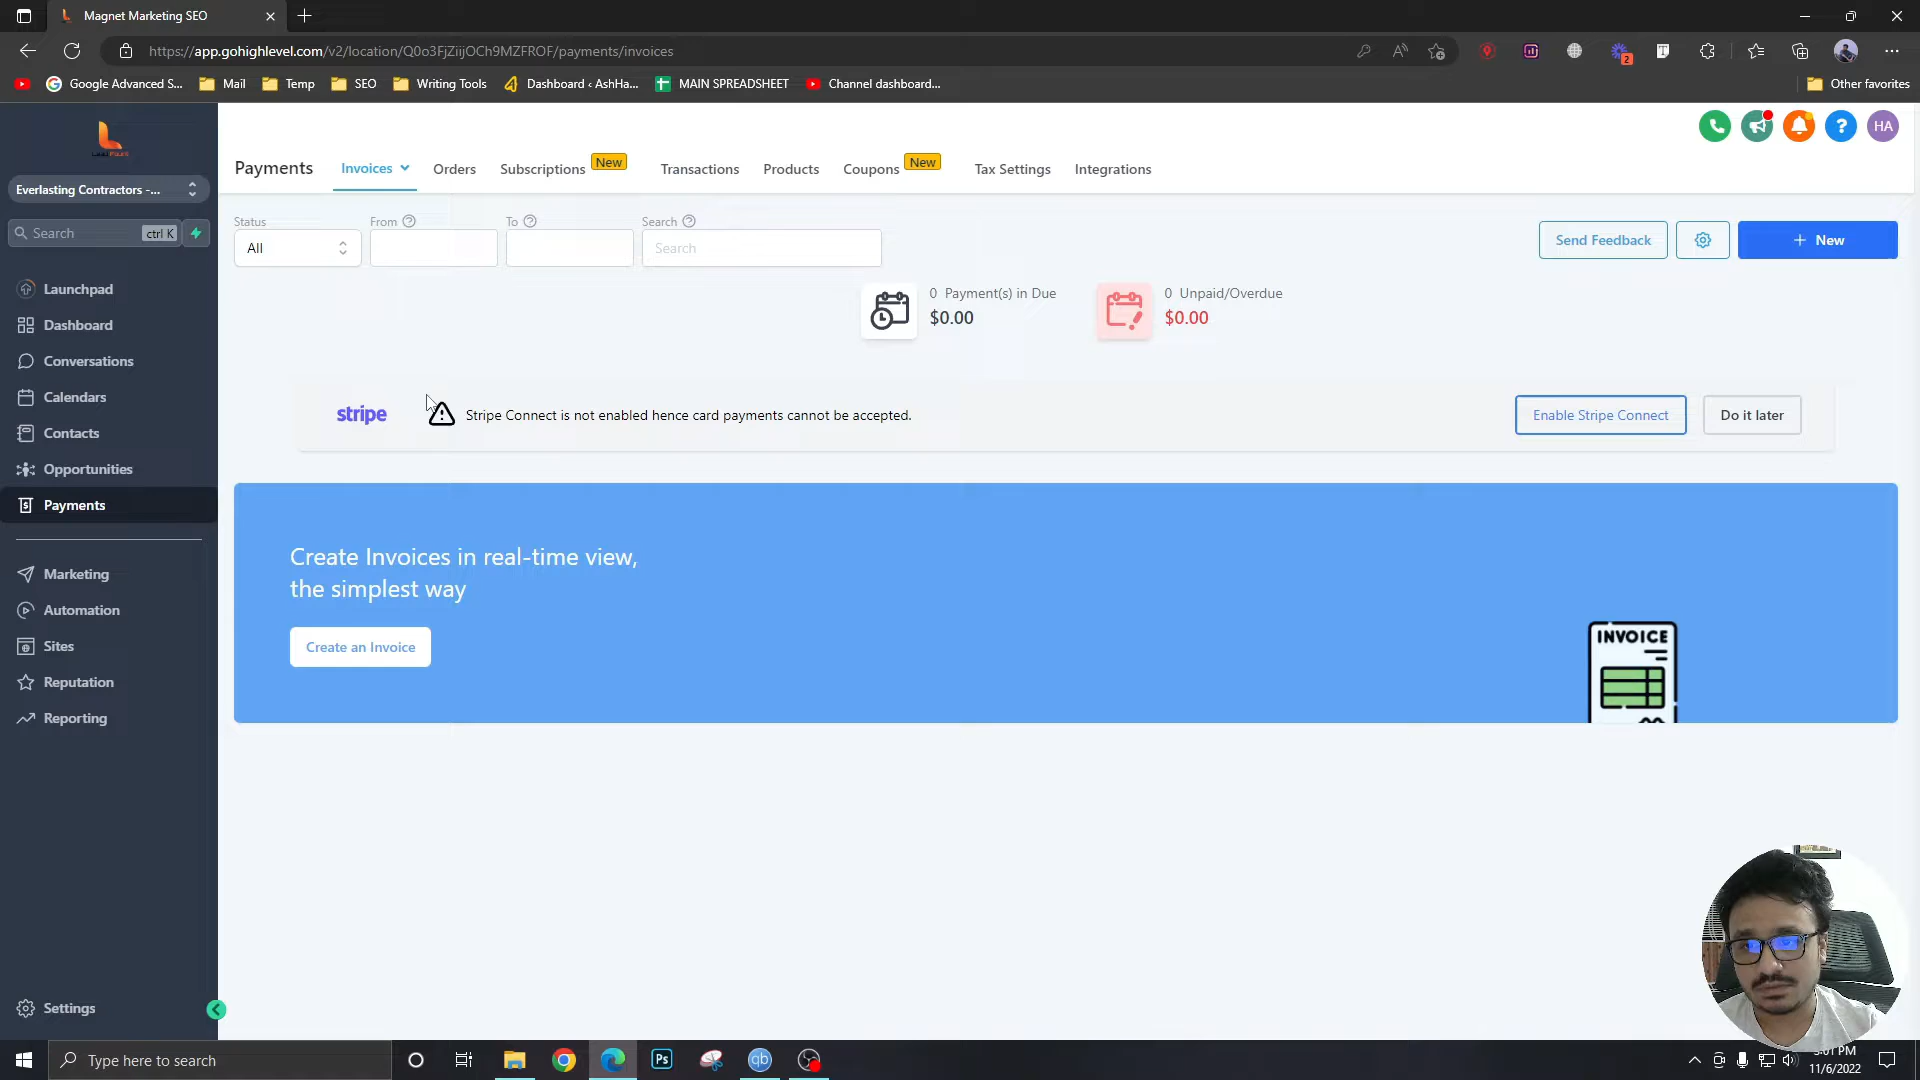 Magnet Marketing SEO
https://app.gohighlevel.com/v2/location/Q0o3FjZiijOCh9MZFROF/payments/invoices
2
Google Advanced S...
Mail
Temp
SEO
Writing Tools
Dashboard ‹ AshHa...
MAIN SPREADSHEET
Channel dashboard...
Other favorites
HA
Everlasting Contractors -...
Search
ctrl K
Launchpad
Dashboard
Conversations
Calendars
Contacts
Opportunities
Payments
Marketing
Automation
Sites
Reputation
Reporting
Settings
Payments
Invoices
Orders
Subscriptions
New
Transactions
Products
Coupons
New
Tax Settings
Integrations
Status
From
To
Search
All
Search
Send Feedback
+ New
0 Payment(s) in Due
$0.00
0 Unpaid/Overdue
$0.00
stripe
Stripe Connect is not enabled hence card payments cannot be accepted.
Enable Stripe Connect
Do it later
Create Invoices in real-time view,
the simplest way
Create an Invoice
INVOICE
Type here to search
Ps
qb
PM
11/6/2022